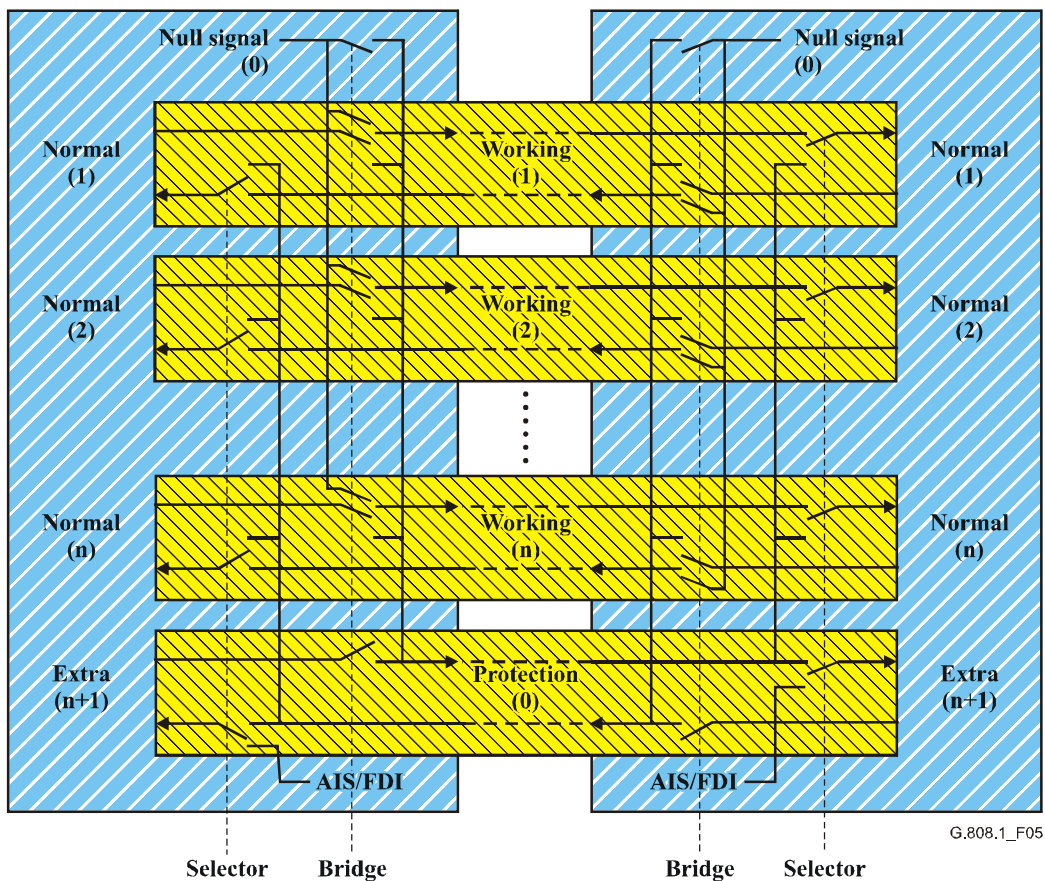 Null signal
(0)
Null signal
(0)
Normal
(1)
Working
(1)
Normal
(1)
Normal
(2)
Working
(2)
Normal
(2)
Normal
(n)
Working
(n)
Normal
(n)
Extra
(n+1)
Protection
(0)
Extra
(n+1)
AIS/FDI
AIS/FDI
G.808.1_F05
Selector
Bridge
Bridge
Selector